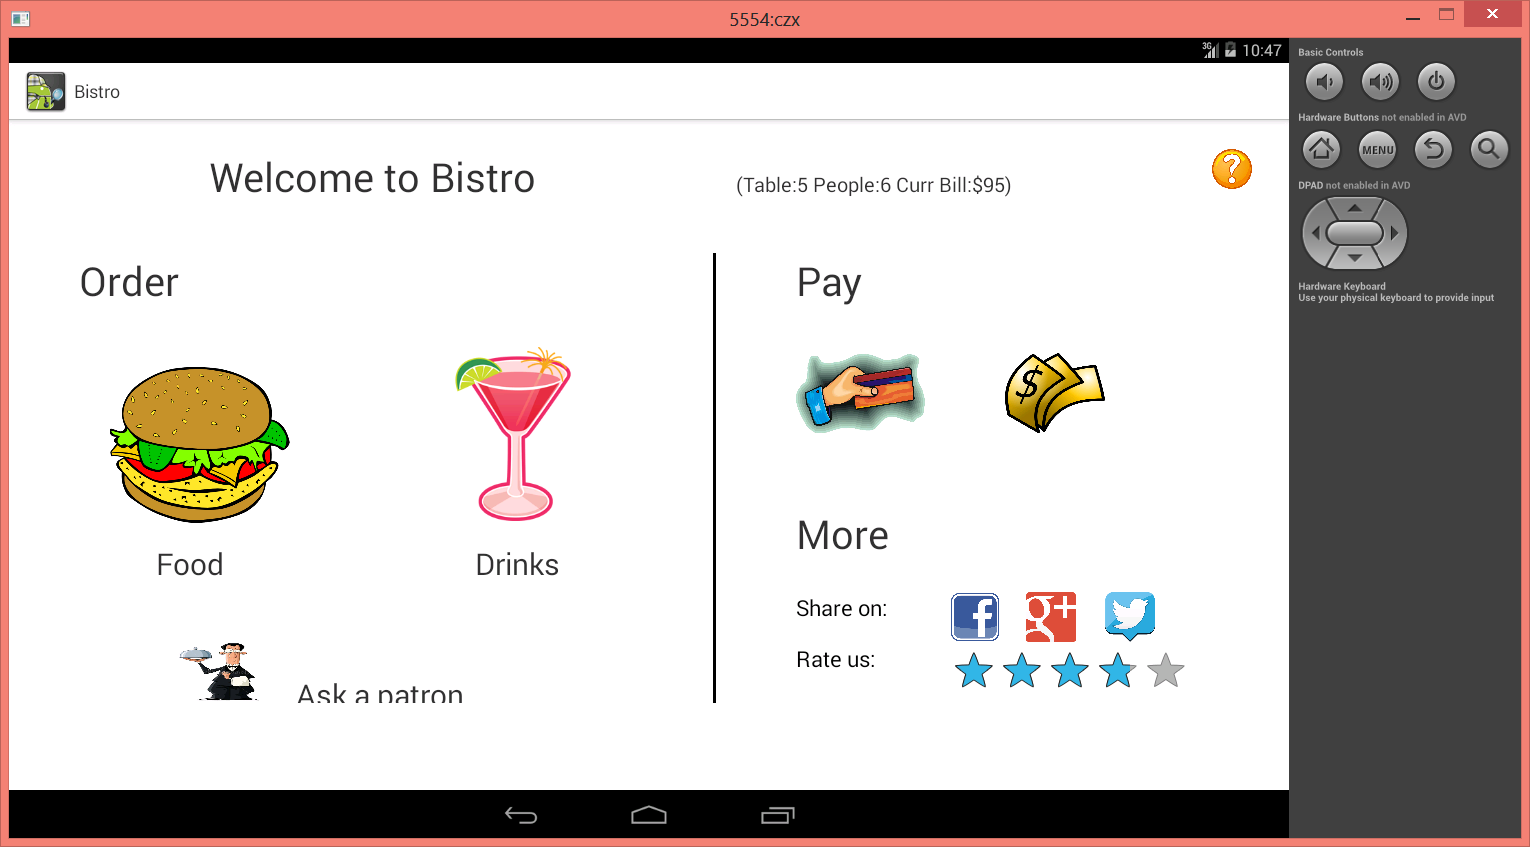 5554:czx
3G 10:47
Bistro
Welcome to Bistro
(Table:5 People:6 Curr Bill:$95)
?
Order
Pay
$
Food
Drinks
More
Share on:
f
g+
Rate us:
Ask a patron
Basic Controls
Hardware Buttons not enabled in AVD
MENU
DPAD not enabled in AVD
Hardware Keyboard
Use your physical keyboard to provide input